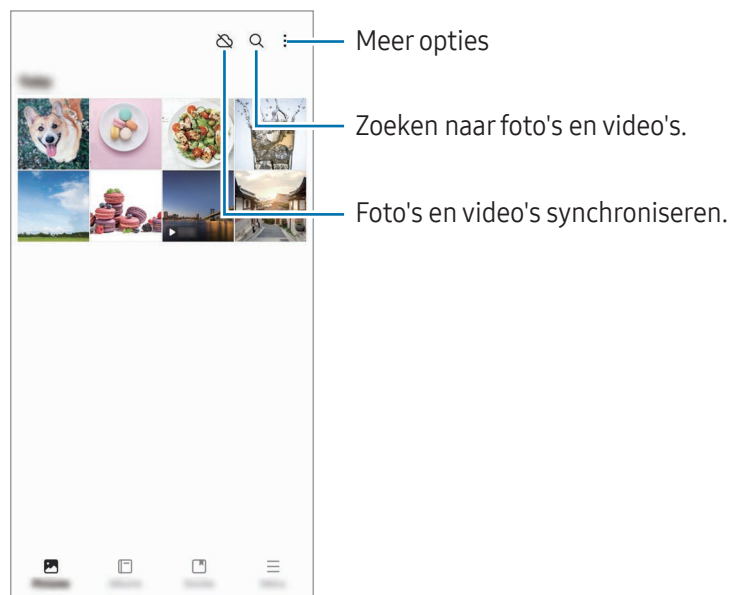 Meer opties
Zoeken naar foto's en video's.
Foto's en video's synchroniseren.